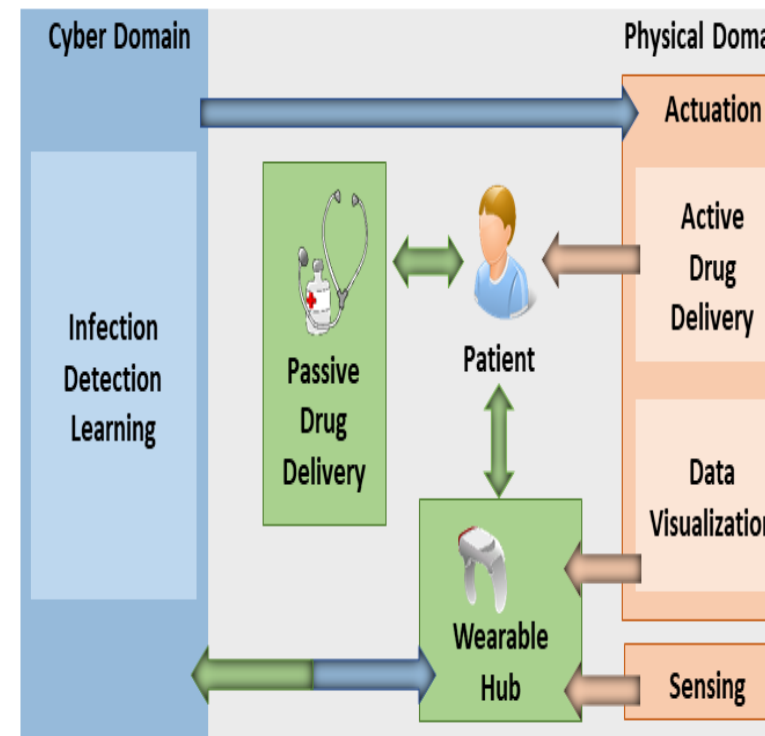 Cyber Domain
Physical Doma
Actuation
Active
Drug
Delivery
Infection
Detection
Learning
Passive
Drug
Delivery
Patient
Data
Visualization
Wearable
Hub
Sensing